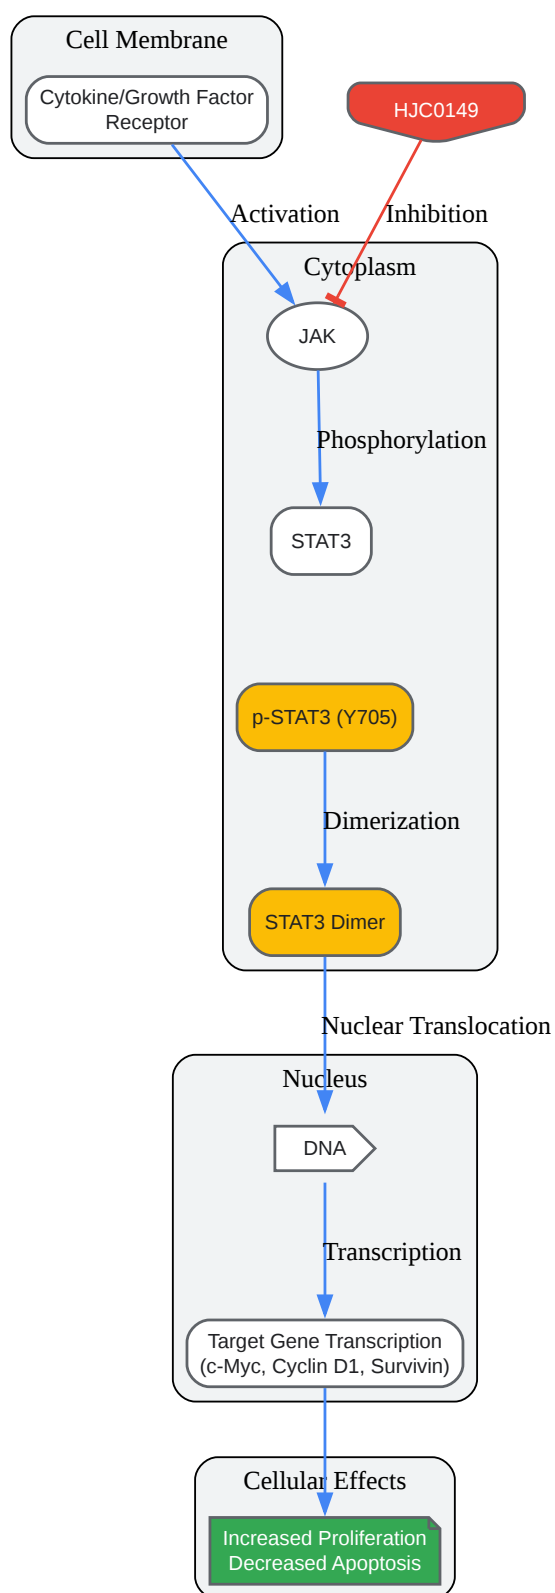 Cell Membrane
Cytokine/Growth Factor
Receptor
HJC0149
Activation
Inhibition
Cytoplasm
JAK
Phosphorylation
STAT3
p-STAT3 (Y705)
Dimerization
STAT3 Dimer
Nuclear Translocation
Nucleus
DNA
Transcription
Target Gene Transcription
(c-Myc, Cyclin D1, Survivin)
Cellular Effects
Increased Proliferation
Decreased Apoptosis